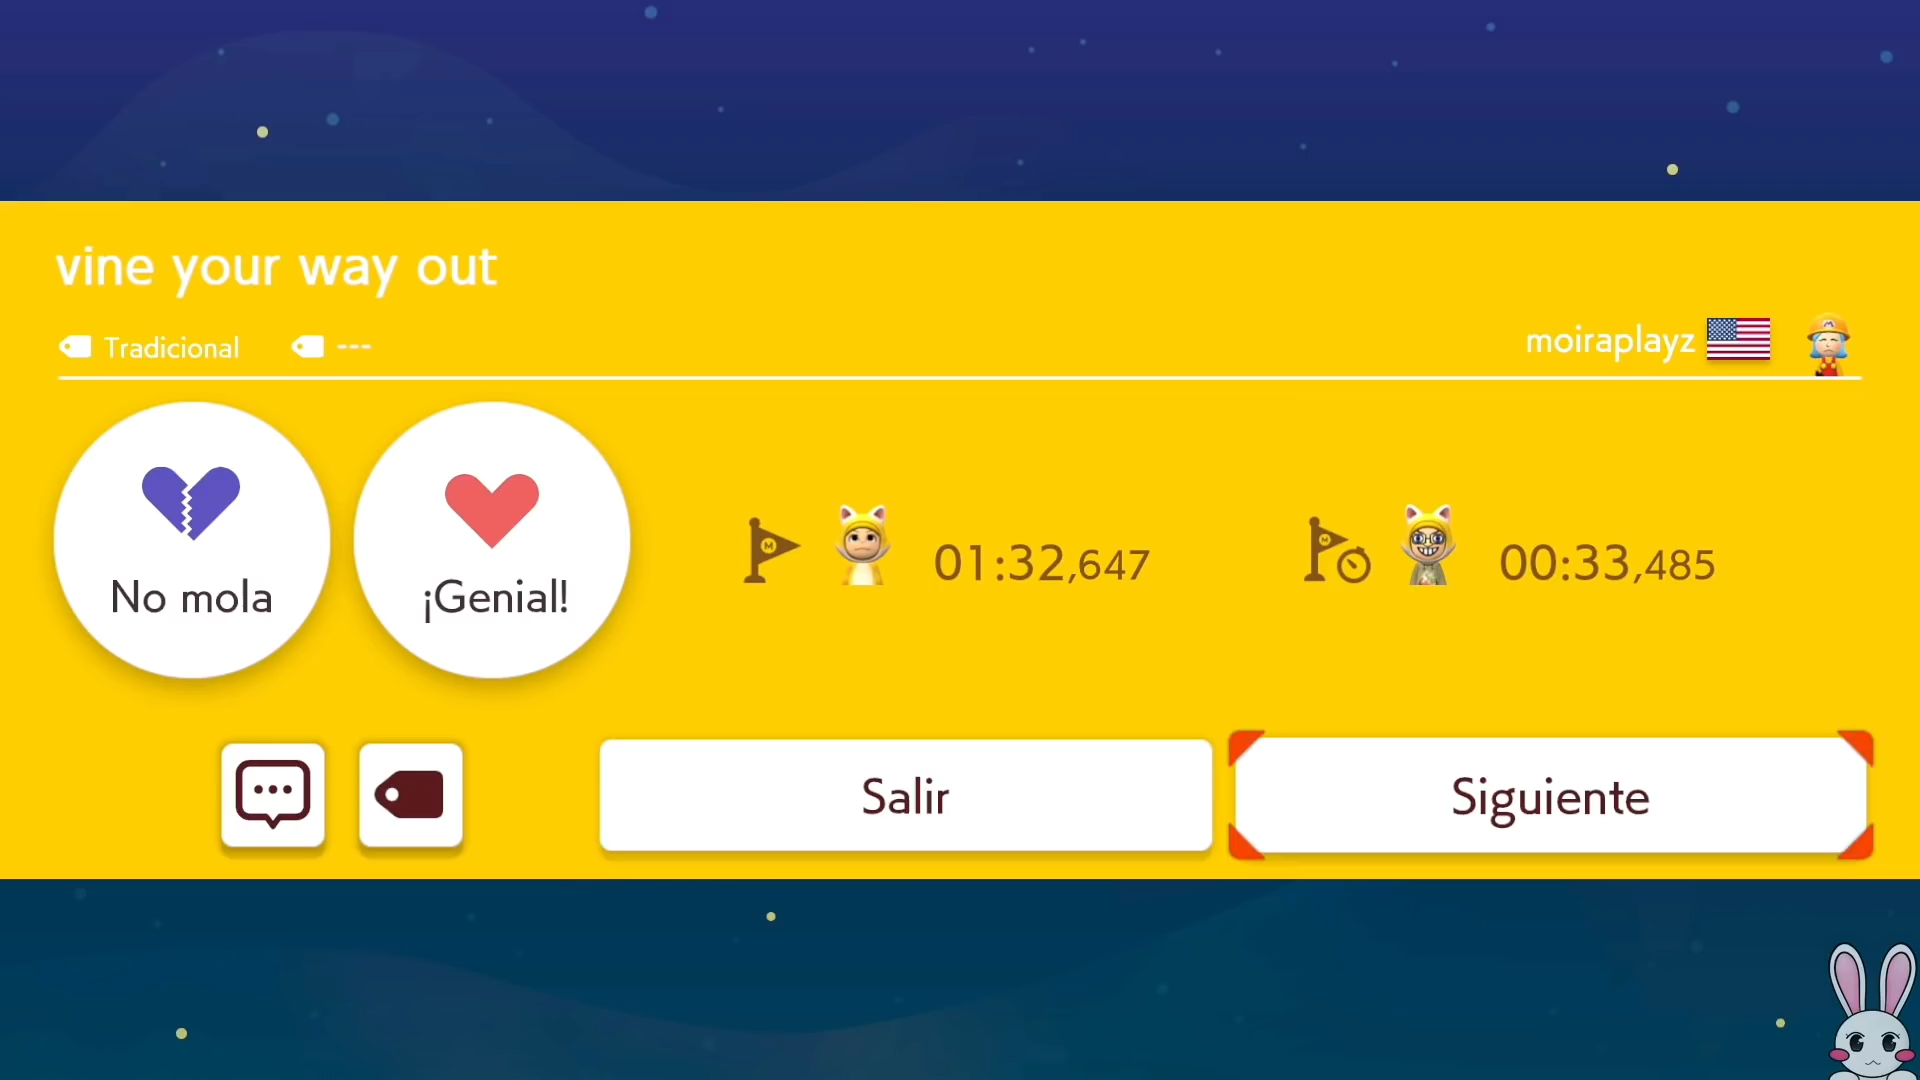 vine your way out
Tradicional ---
moiraplayz
No mola
¡Genial!
01:32,647
00:33,485
Salir
Siguiente